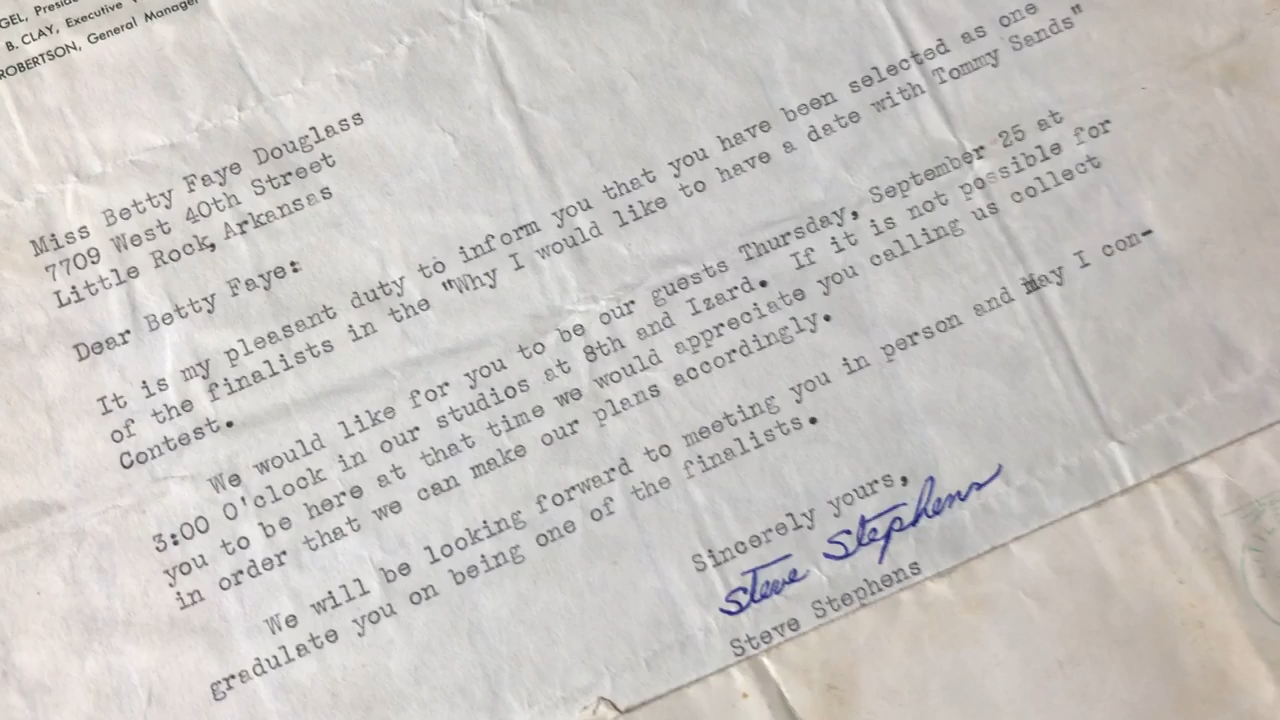 GEL, Presid
B. CLAY, Executive
ROBERTSON, General Manager
Miss Betty Faye Douglass
7709 West 40th Street
Little Rock, Arkansas
Dear Betty Faye:
It is my pleasant duty to inform you that you have been selected as one
of the finalists in the "Why I would like to have a date with Tommy Sands"
Contest.
We would like for you to be our guests Thursday, September 25 at
3:00 O'clock in our studios at 8th and Izard. If it is not possible for
you to be here at that time we would appreciate you calling us collect
in order that we can make our plans accordingly.
We will be looking forward to meeting you in person and may I con-
gradulate you on being one of the finalists.
Sincerely yours,
Steve Stephens
Steve Stephens